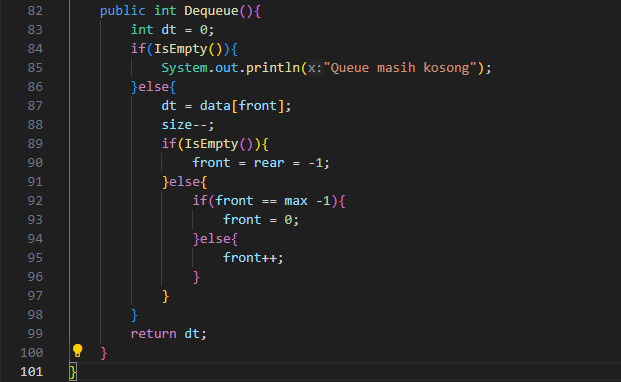 82 public int Dequeue(){
83 int dt = 0;
84 if(IsEmpty()){
85 System.out.println(x:"Queue masih kosong");
86 }else{
87 dt = data[front];
88 size--;
89 if(IsEmpty()){
90 front = rear = -1;
91 }else{
92 if(front == max -1){
93 front = 0;
94 }else{
95 front++;
96 }
97 }
98 }
99 return dt;
100 }
101 }